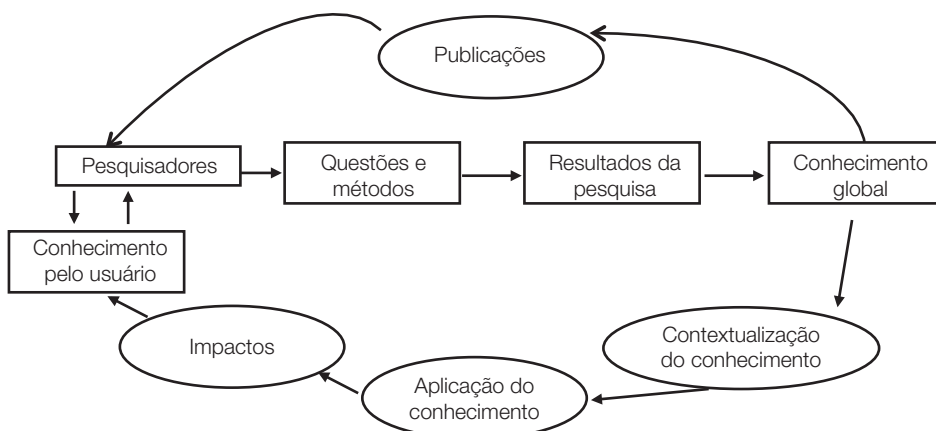 Publicações
Pesquisadores
Questões e
métodos
Resultados da
pesquisa
Conhecimento
global
Conhecimento
pelo usuário
Impactos
Contextualização
do conhecimento
Aplicação do
conhecimento